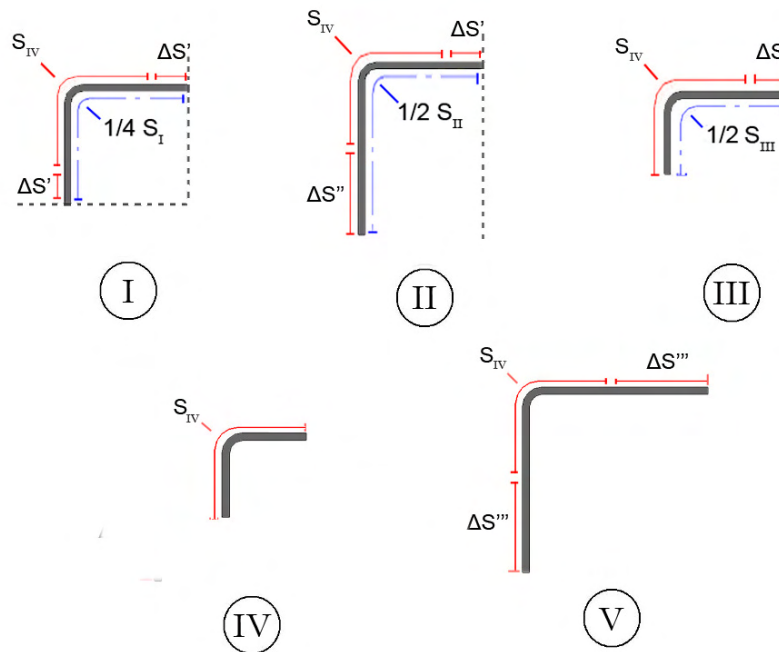 S_IV ΔS' S_IV ΔS' S_IV ΔS
1/4 S_I 1/2 S_II 1/2 S_III
ΔS' ΔS''
I II III
S_IV ΔS'''
S_IV
ΔS'''
IV V